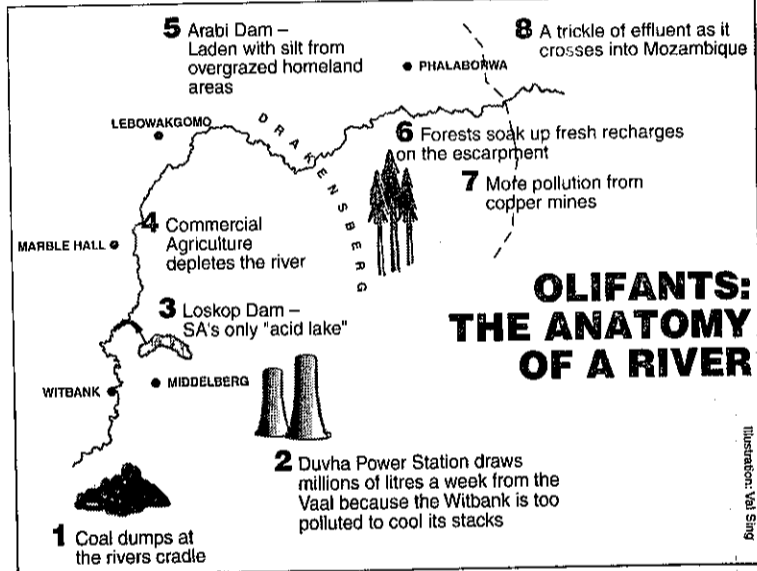 5 Arabi Dam –
Laden with silt from
overgrazed homeland
areas
8 A trickle of effluent as it
crosses into Mozambique
PHALABORWA
LEBOWAKGOMO
DRAKENSBERG
6 Forests soak up fresh recharges
on the escarpment
7 More pollution from
copper mines
4 Commercial
Agriculture
depletes the river
MARBLE HALL
OLIFANTS:
THE ANATOMY
OF A RIVER
3 Loskop Dam –
SA's only "acid lake"
WITBANK
MIDDELBERG
2 Duvha Power Station draws
millions of litres a week from the
Vaal because the Witbank is too
polluted to cool its stacks
1 Coal dumps at
the rivers cradle
Illustration: Val Sing